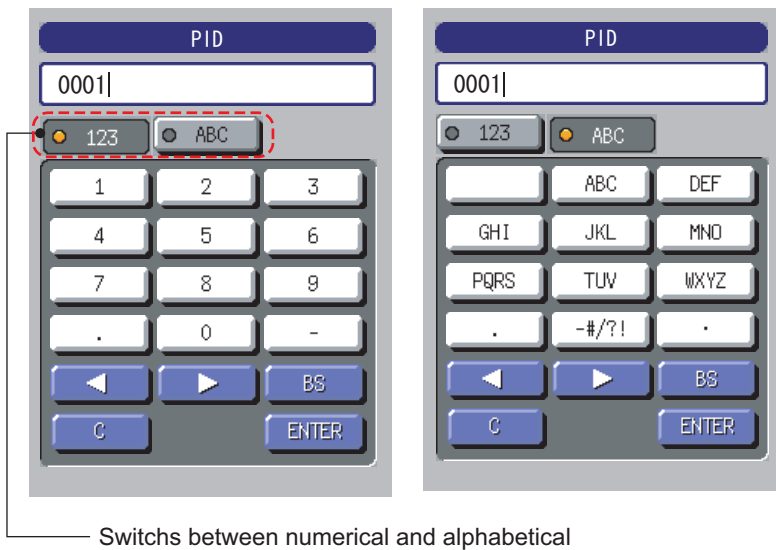 PID
0001
123 ABC
1 2 3
4 5 6
7 8 9
. 0 -
BS
C ENTER
PID
0001
123 ABC
ABC DEF
GHI JKL MNO
PQRS TUV WXYZ
. -#/?! ·
BS
C ENTER
Switchs between numerical and alphabetical